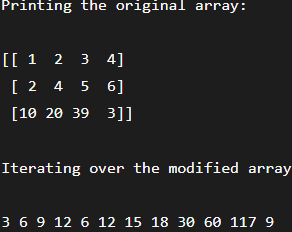 Printing the original array:
[[ 1  2  3  4]
 [ 2  4  5  6]
 [10 20 39  3]]
Iterating over the modified array
3 6 9 12 6 12 15 18 30 60 117 9